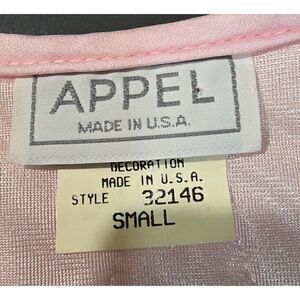 APPEL
MADE IN U.S.A.
DECORATION
MADE IN U.S.A.
STYLE 32146
SMALL